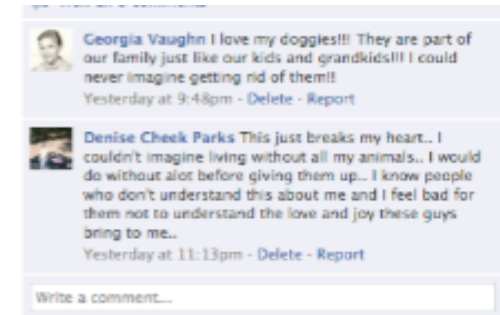 Georgia Vaughn I love my doggies!!! They are part of
our family just like our kids and grandkids!!! I could
never imagine getting rid of them!!
Yesterday at 9:48pm - Delete - Report
Denise Cheek Parks This just breaks my heart.. I
couldn't imagine living without all my animals.. I would
do without alot before giving them up.. I know people
who don't understand this about me and I feel bad for
them not to understand the love and joy these guys
bring to me..
Yesterday at 11:13pm - Delete - Report
Write a comment...